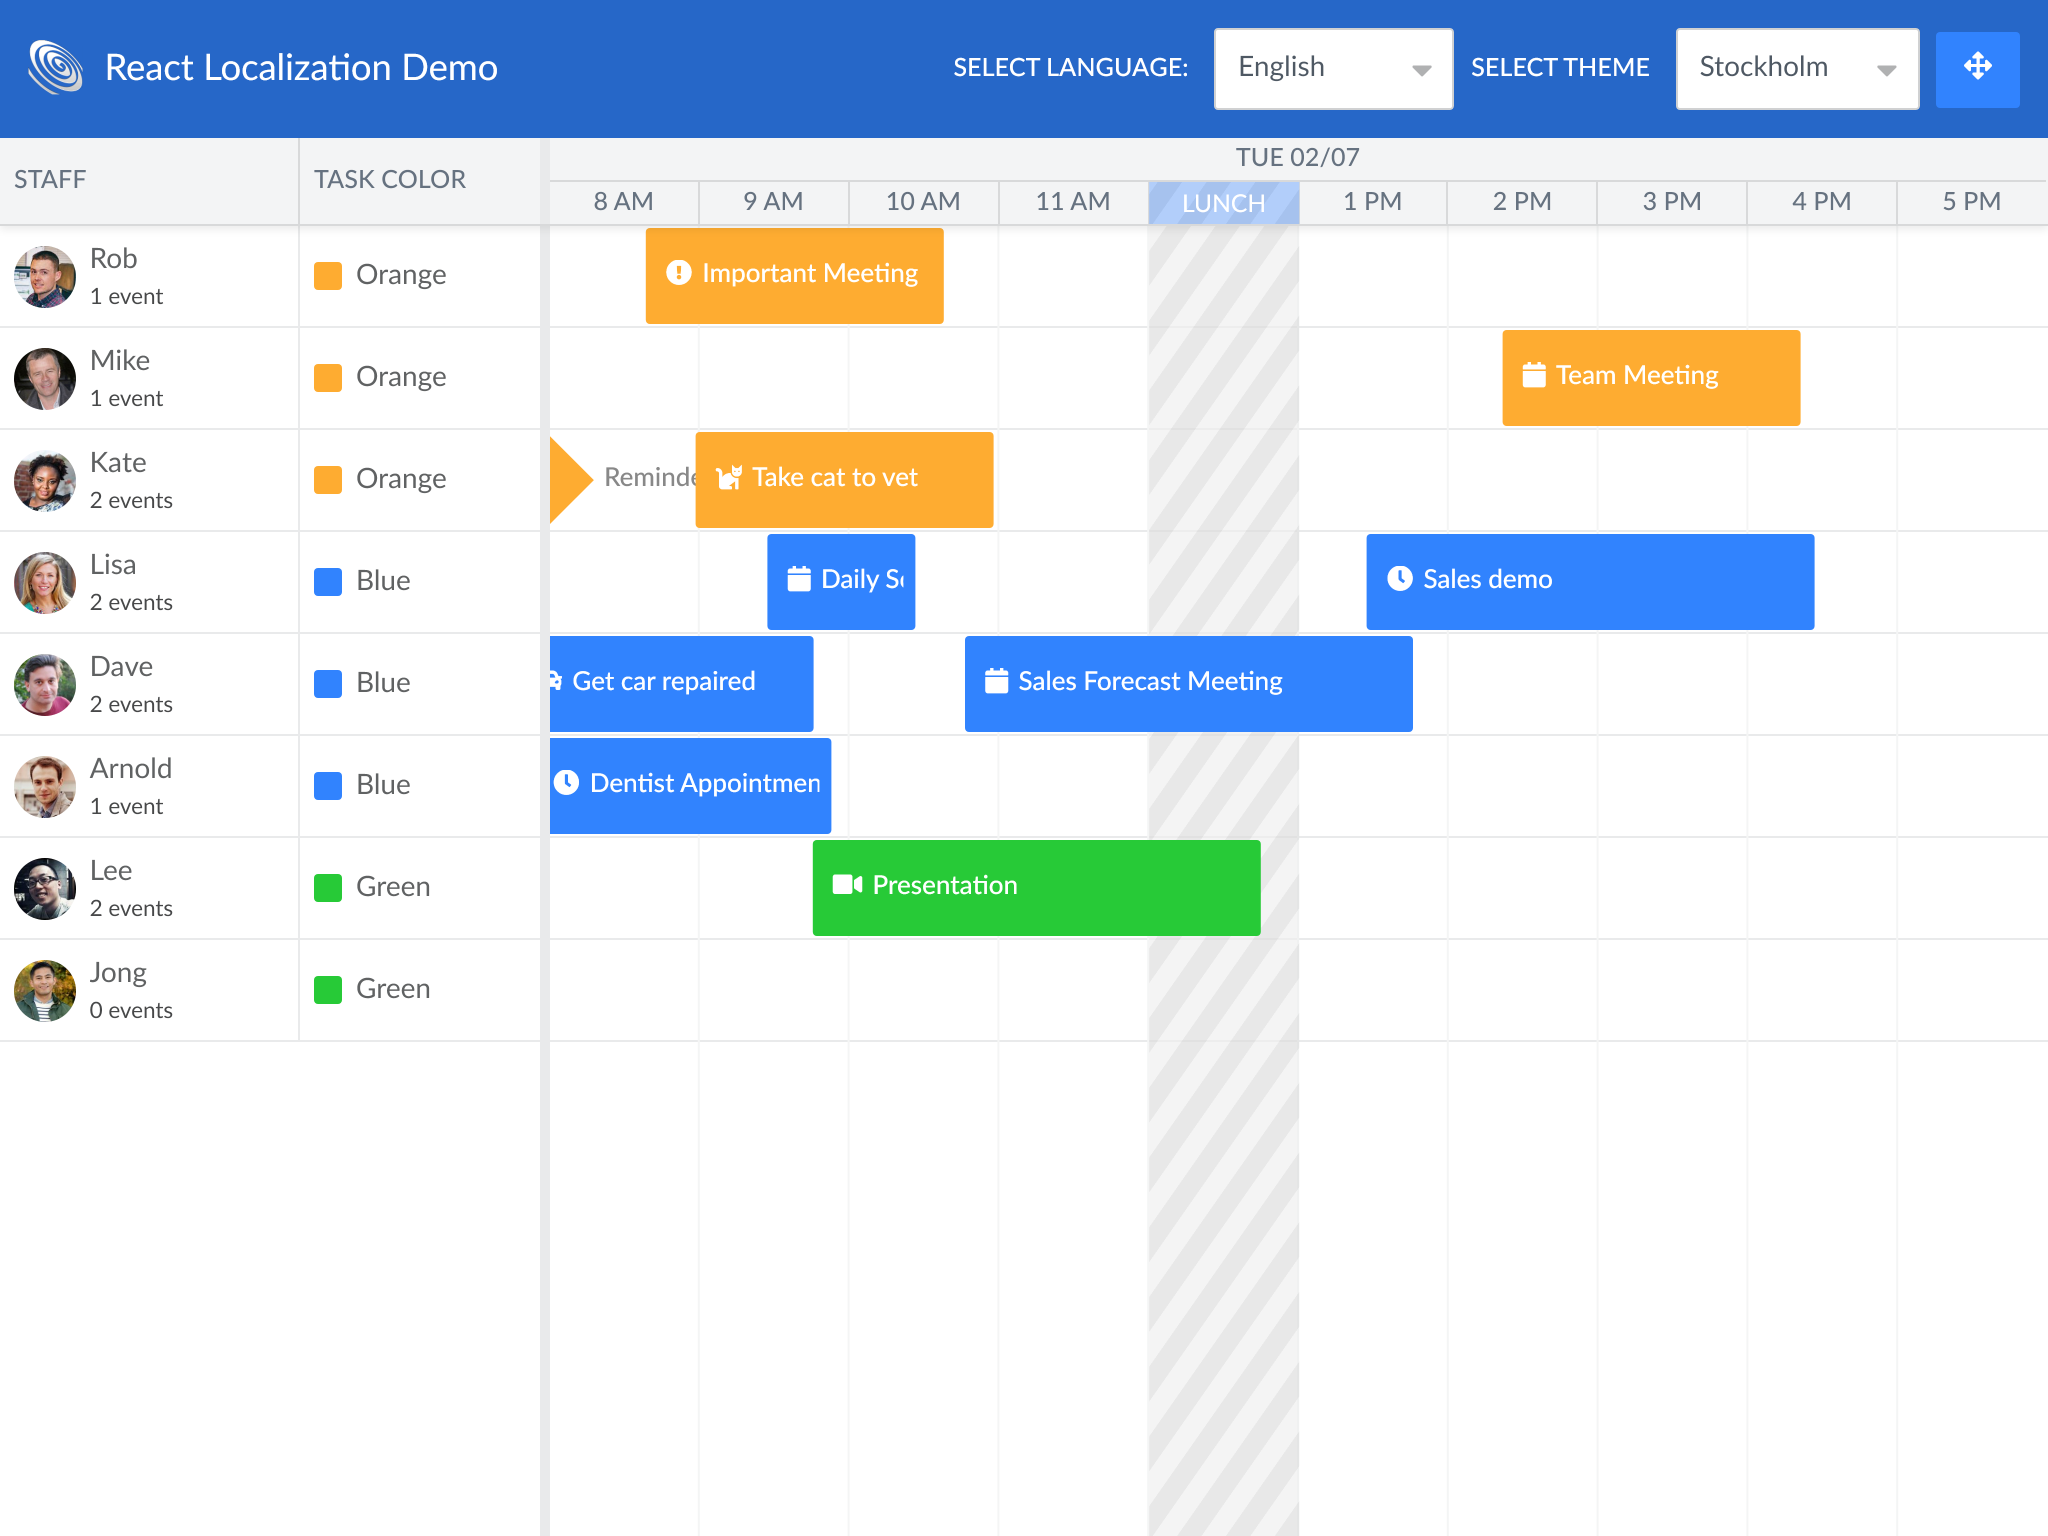 React Localization Demo
SELECT LANGUAGE: English SELECT THEME Stockholm
STAFF TASK COLOR TUE 02/07
8 AM 9 AM 10 AM 11 AM LUNCH 1 PM 2 PM 3 PM 4 PM 5 PM
Rob
1 event
Orange
Important Meeting
Mike
1 event
Orange
Team Meeting
Kate
2 events
Orange
Take cat to vet
Lisa
2 events
Blue
Daily
Sales demo
Dave
2 events
Blue
Get car repaired
Sales Forecast Meeting
Arnold
1 event
Blue
Dentist Appointmen
Lee
2 events
Green
Presentation
Jong
0 events
Green